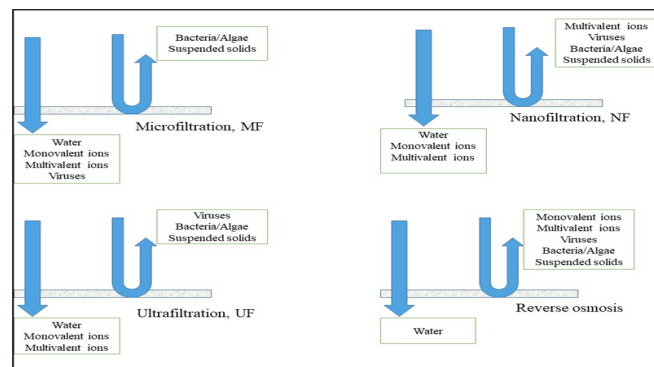 Bacteria/Algae
Suspended solids
Water
Monovalent ions
Multivalent ions
Viruses
Microfiltration, MF
Multivalent ions
Viruses
Bacteria/Algae
Suspended solids
Water
Monovalent ions
Multivalent ions
Nanofiltration, NF
Viruses
Bacteria/Algae
Suspended solids
Water
Monovalent ions
Multivalent ions
Ultrafiltration, UF
Monovalent ions
Multivalent ions
Viruses
Bacteria/Algae
Suspended solids
Water
Reverse osmosis